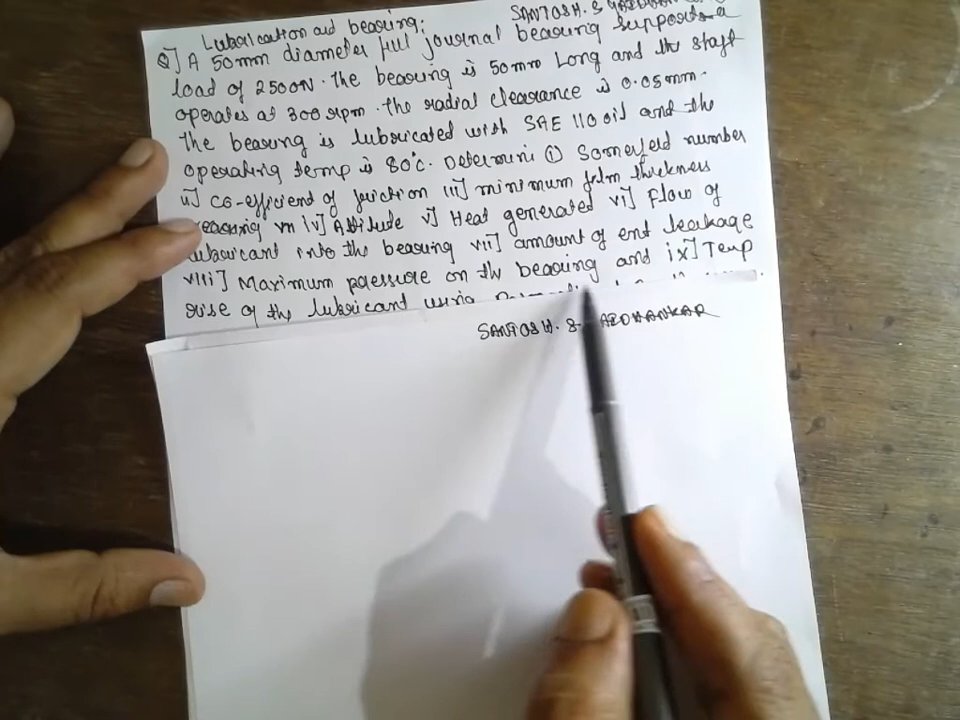 SANTOSH. S
Lubrication and bearing:
Q] A 50mm diameter full journal bearing supports a
load of 2500N. The bearing is 50mm Long and the shaft
operates at 300 rpm. the radial clearance is 0.05mm.
the bearing is lubricated with SAE 110 oil and the
operating temp is 80°C. Determine i) Somerfeld number
ii] co-efficient of friction iii] minimum film thickness
iv] Attitude v] Heat generated vi] Flow of
lubricant into the bearing vii] amount of end leakage
viii] Maximum pressure on the bearing and ix] Temp
rise of the lubricant using
SANTOSH. S.